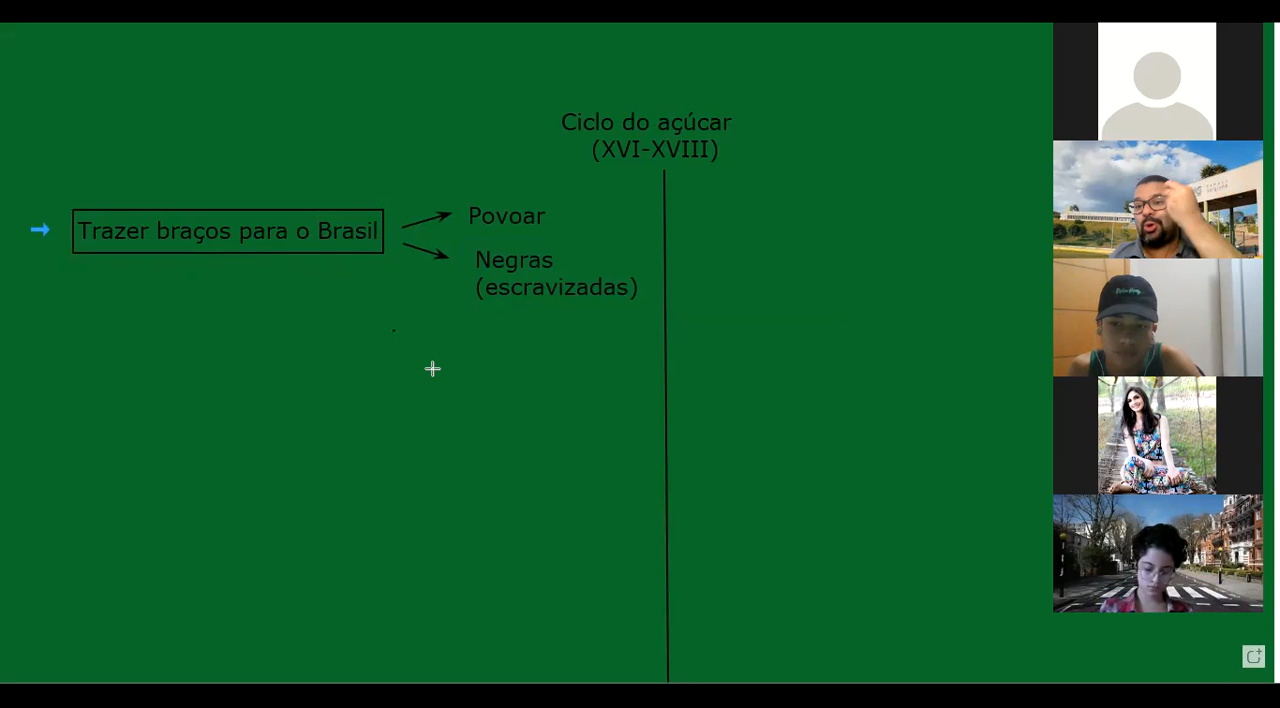 Ciclo do açúcar
(XVI-XVIII)
Trazer braços para o Brasil
Povoar
Negras
(escravizadas)